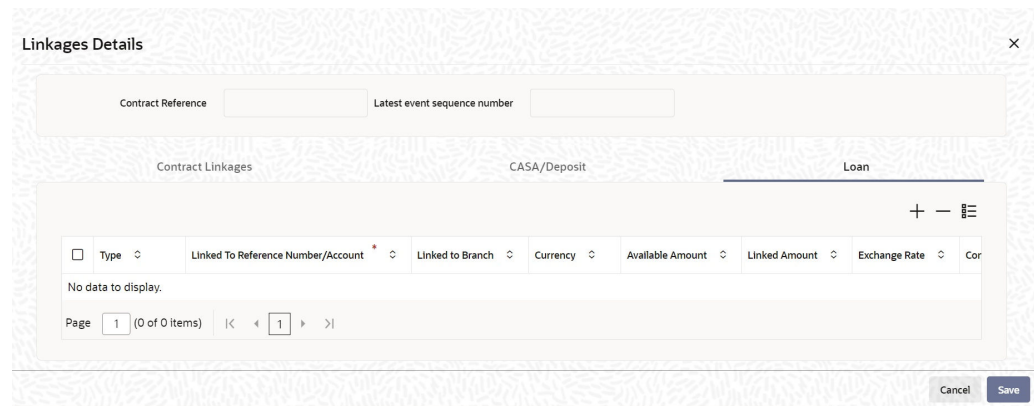 Linkages Details
Contract Reference Latest event sequence number
Contract Linkages CASA/Deposit Loan
Type Linked To Reference Number/Account * Linked to Branch Currency Available Amount Linked Amount Exchange Rate Cor
No data to display.
Page 1 (0 of 0 items) 1
Cancel Save